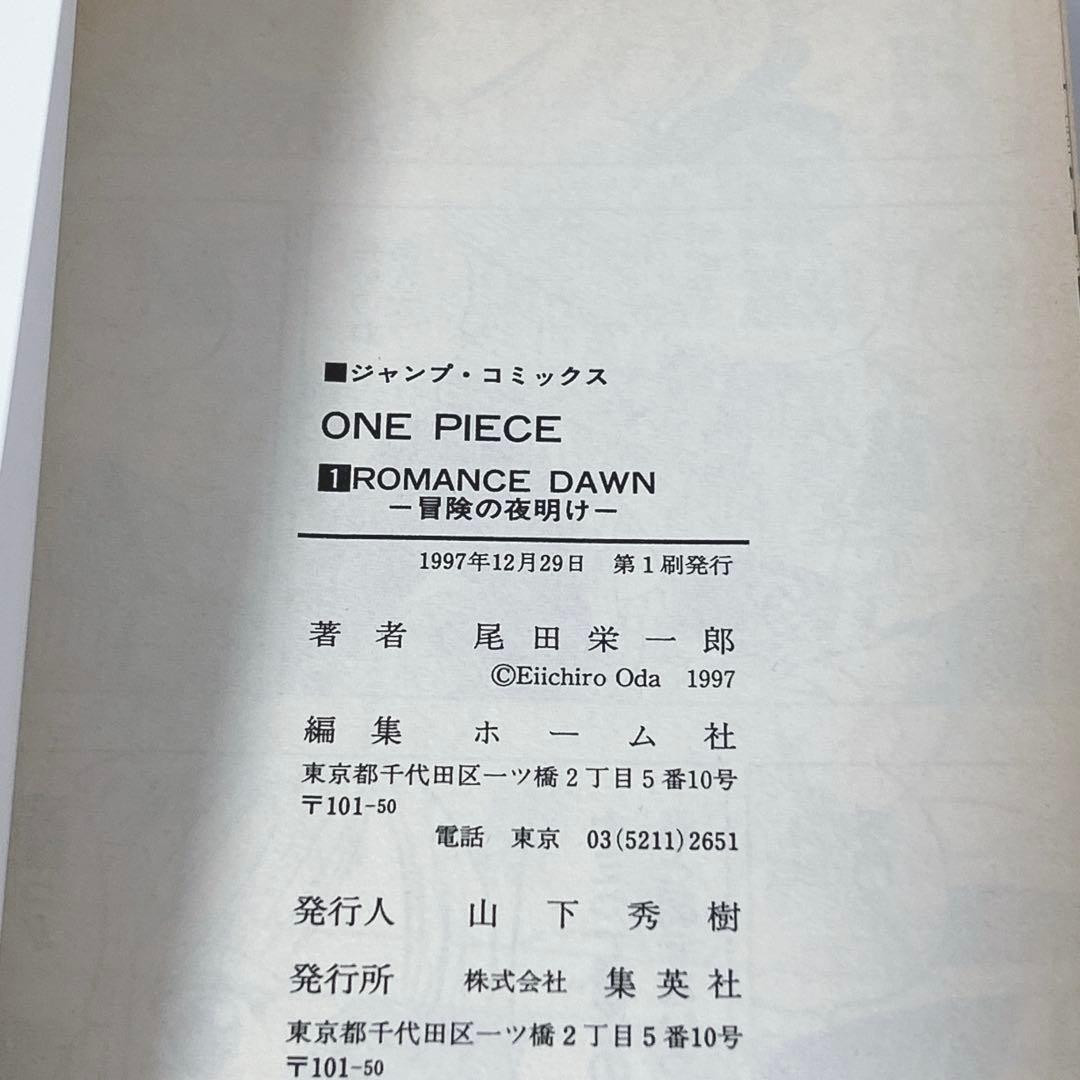 ■ジャンプ・コミックス
ONE PIECE
1 ROMANCE DAWN
―冒険の夜明け―
1997年12月29日 第1刷発行
著者 尾田栄一郎
©Eiichiro Oda 1997
編集 ホーム社
東京都千代田区一ツ橋2丁目5番10号
〒101-50
電話 東京 03(5211)2651
発行人 山下秀樹
発行所 株式会社 集英社
東京都千代田区一ツ橋2丁目5番10号
〒101-50